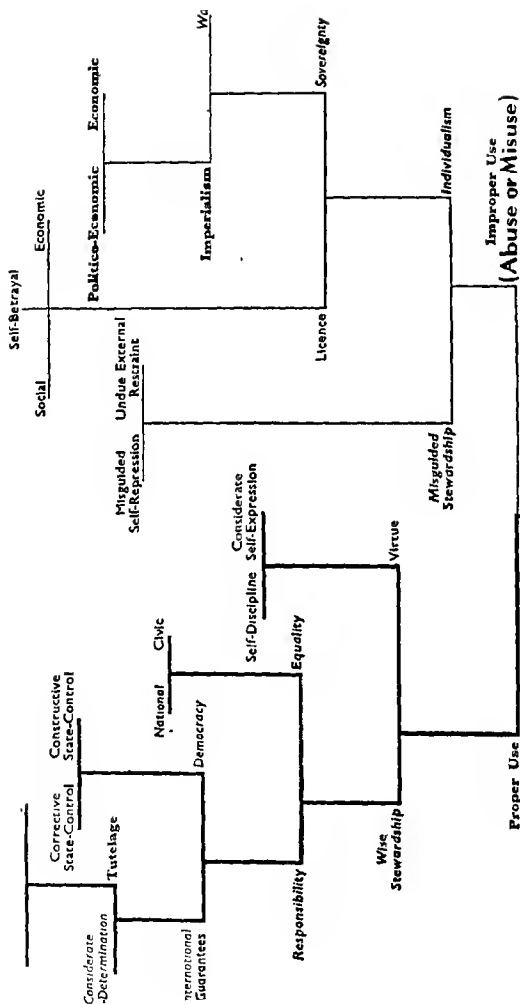 Self-Betrayal
Social
Economic
Politico-Economic
Economic
Imperialism
Misguided
Self-Repression
Undue External
Restraint
Licence
Sovereignty
Misguided
Stewardship
Individualism
Improper Use
(Abuse or Misuse)
Corrective
State-Control
Constructive
State-Control
Considerate
-Determination
Tutelage
National
Civic
Guarantees
Democracy
Self-Discipline
Considerate
Self-Expression
Responsibility
Equality
Wise
Stewardship
Virtue
Proper Use